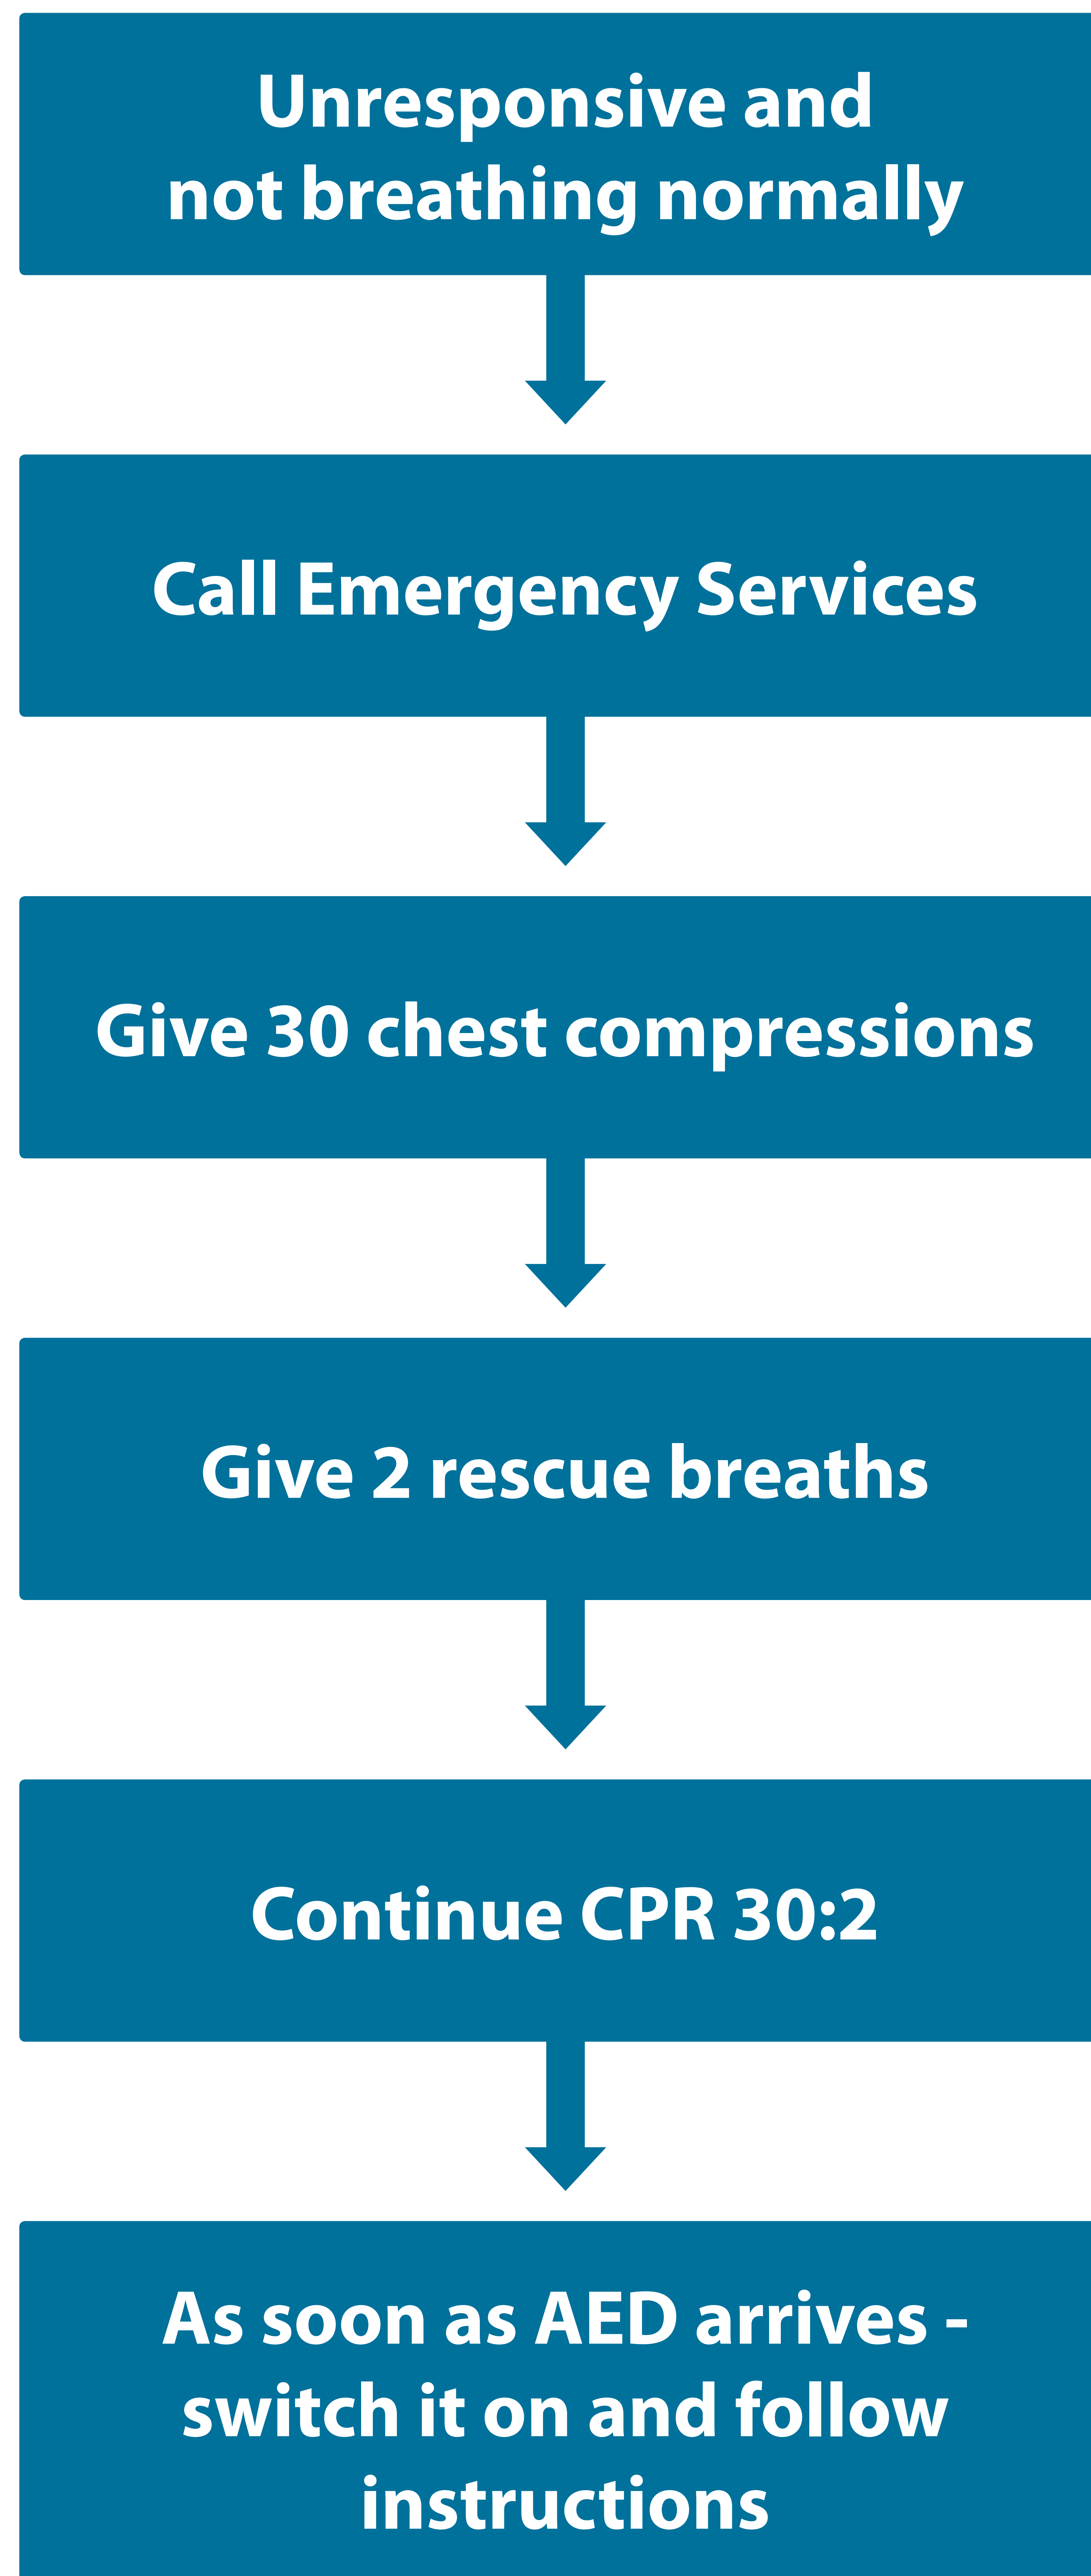 Unresponsive and
not breathing normally
Call Emergency Services
Give 30 chest compressions
Give 2 rescue breaths
Continue CPR 30:2
As soon as AED arrives -
switch it on and follow
instructions